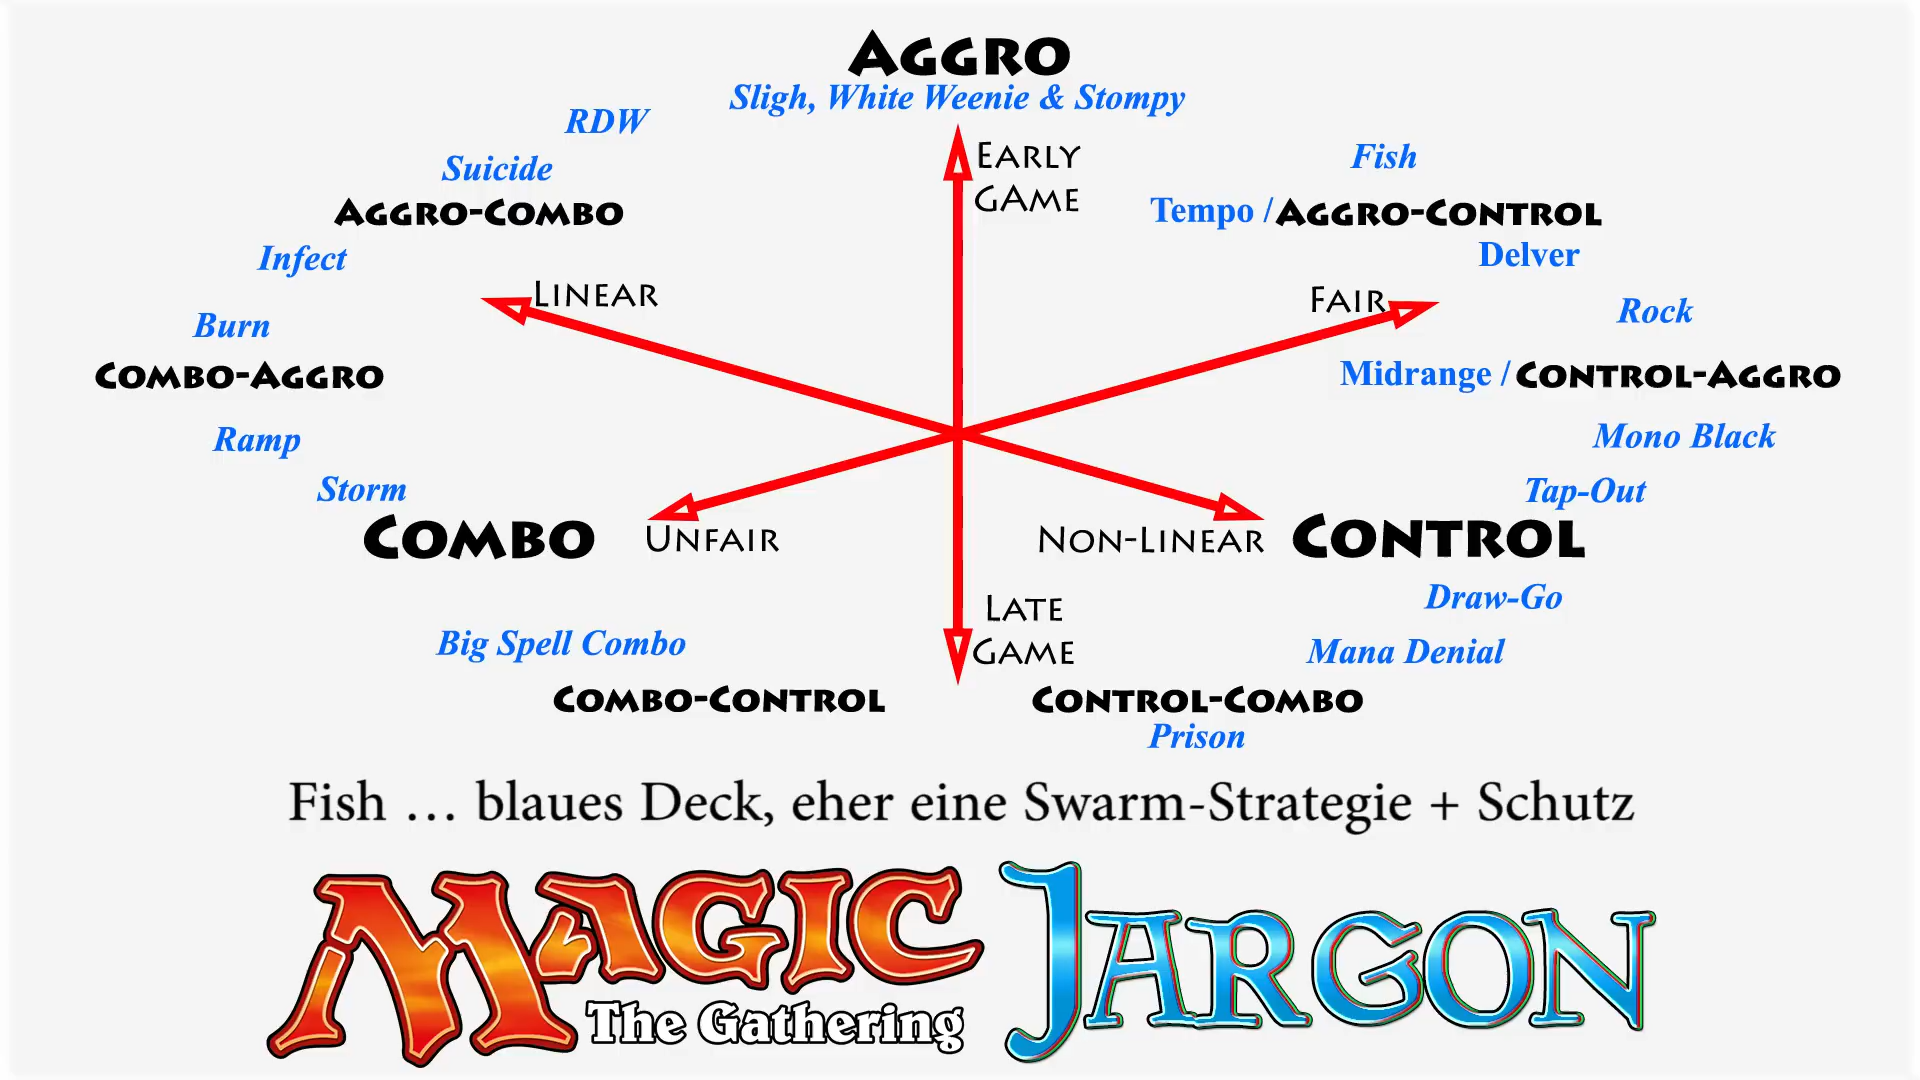 Aggro
Sligh, White Weenie & Stompy
RDW
Early
Game
Fish
Suicide
Aggro-Combo
Tempo / Aggro-Control
Infect
Delver
Linear
Fair
Rock
Burn
Combo-Aggro
Midrange / Control-Aggro
Ramp
Mono Black
Storm
Tap-Out
Combo
Unfair
Non-Linear
Control
Draw-Go
Late
Game
Big Spell Combo
Mana Denial
Combo-Control
Control-Combo
Prison
Fish … blaues Deck, eher eine Swarm-Strategie + Schutz
Magic
The Gathering
Jargon